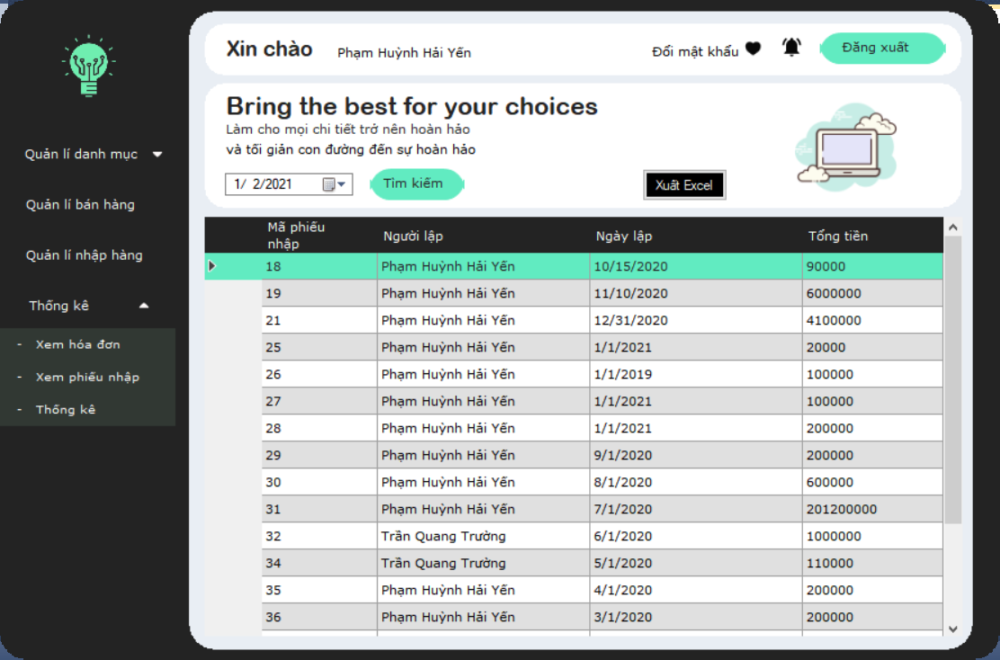 Xin chào Phạm Huỳnh Hải Yến Đổi mật khẩu Đăng xuất
Bring the best for your choices
Làm cho mọi chi tiết trở nên hoàn hảo
và tối giản con đường đến sự hoàn hảo
1/ 2/2021 Tìm kiếm Xuất Excel
Quản lí danh mục
Quản lí bán hàng
Quản lí nhập hàng
Thống kê
- Xem hóa đơn
- Xem phiếu nhập
- Thống kê
Mã phiếu nhập Người lập Ngày lập Tổng tiền
18 Phạm Huỳnh Hải Yến 10/15/2020 90000
19 Phạm Huỳnh Hải Yến 11/10/2020 6000000
21 Phạm Huỳnh Hải Yến 12/31/2020 4100000
25 Phạm Huỳnh Hải Yến 1/1/2021 20000
26 Phạm Huỳnh Hải Yến 1/1/2019 100000
27 Phạm Huỳnh Hải Yến 1/1/2021 100000
28 Phạm Huỳnh Hải Yến 1/1/2021 200000
29 Phạm Huỳnh Hải Yến 9/1/2020 200000
30 Phạm Huỳnh Hải Yến 8/1/2020 600000
31 Phạm Huỳnh Hải Yến 7/1/2020 201200000
32 Trần Quang Trường 6/1/2020 1000000
34 Trần Quang Trường 5/1/2020 110000
35 Phạm Huỳnh Hải Yến 4/1/2020 200000
36 Phạm Huỳnh Hải Yến 3/1/2020 200000